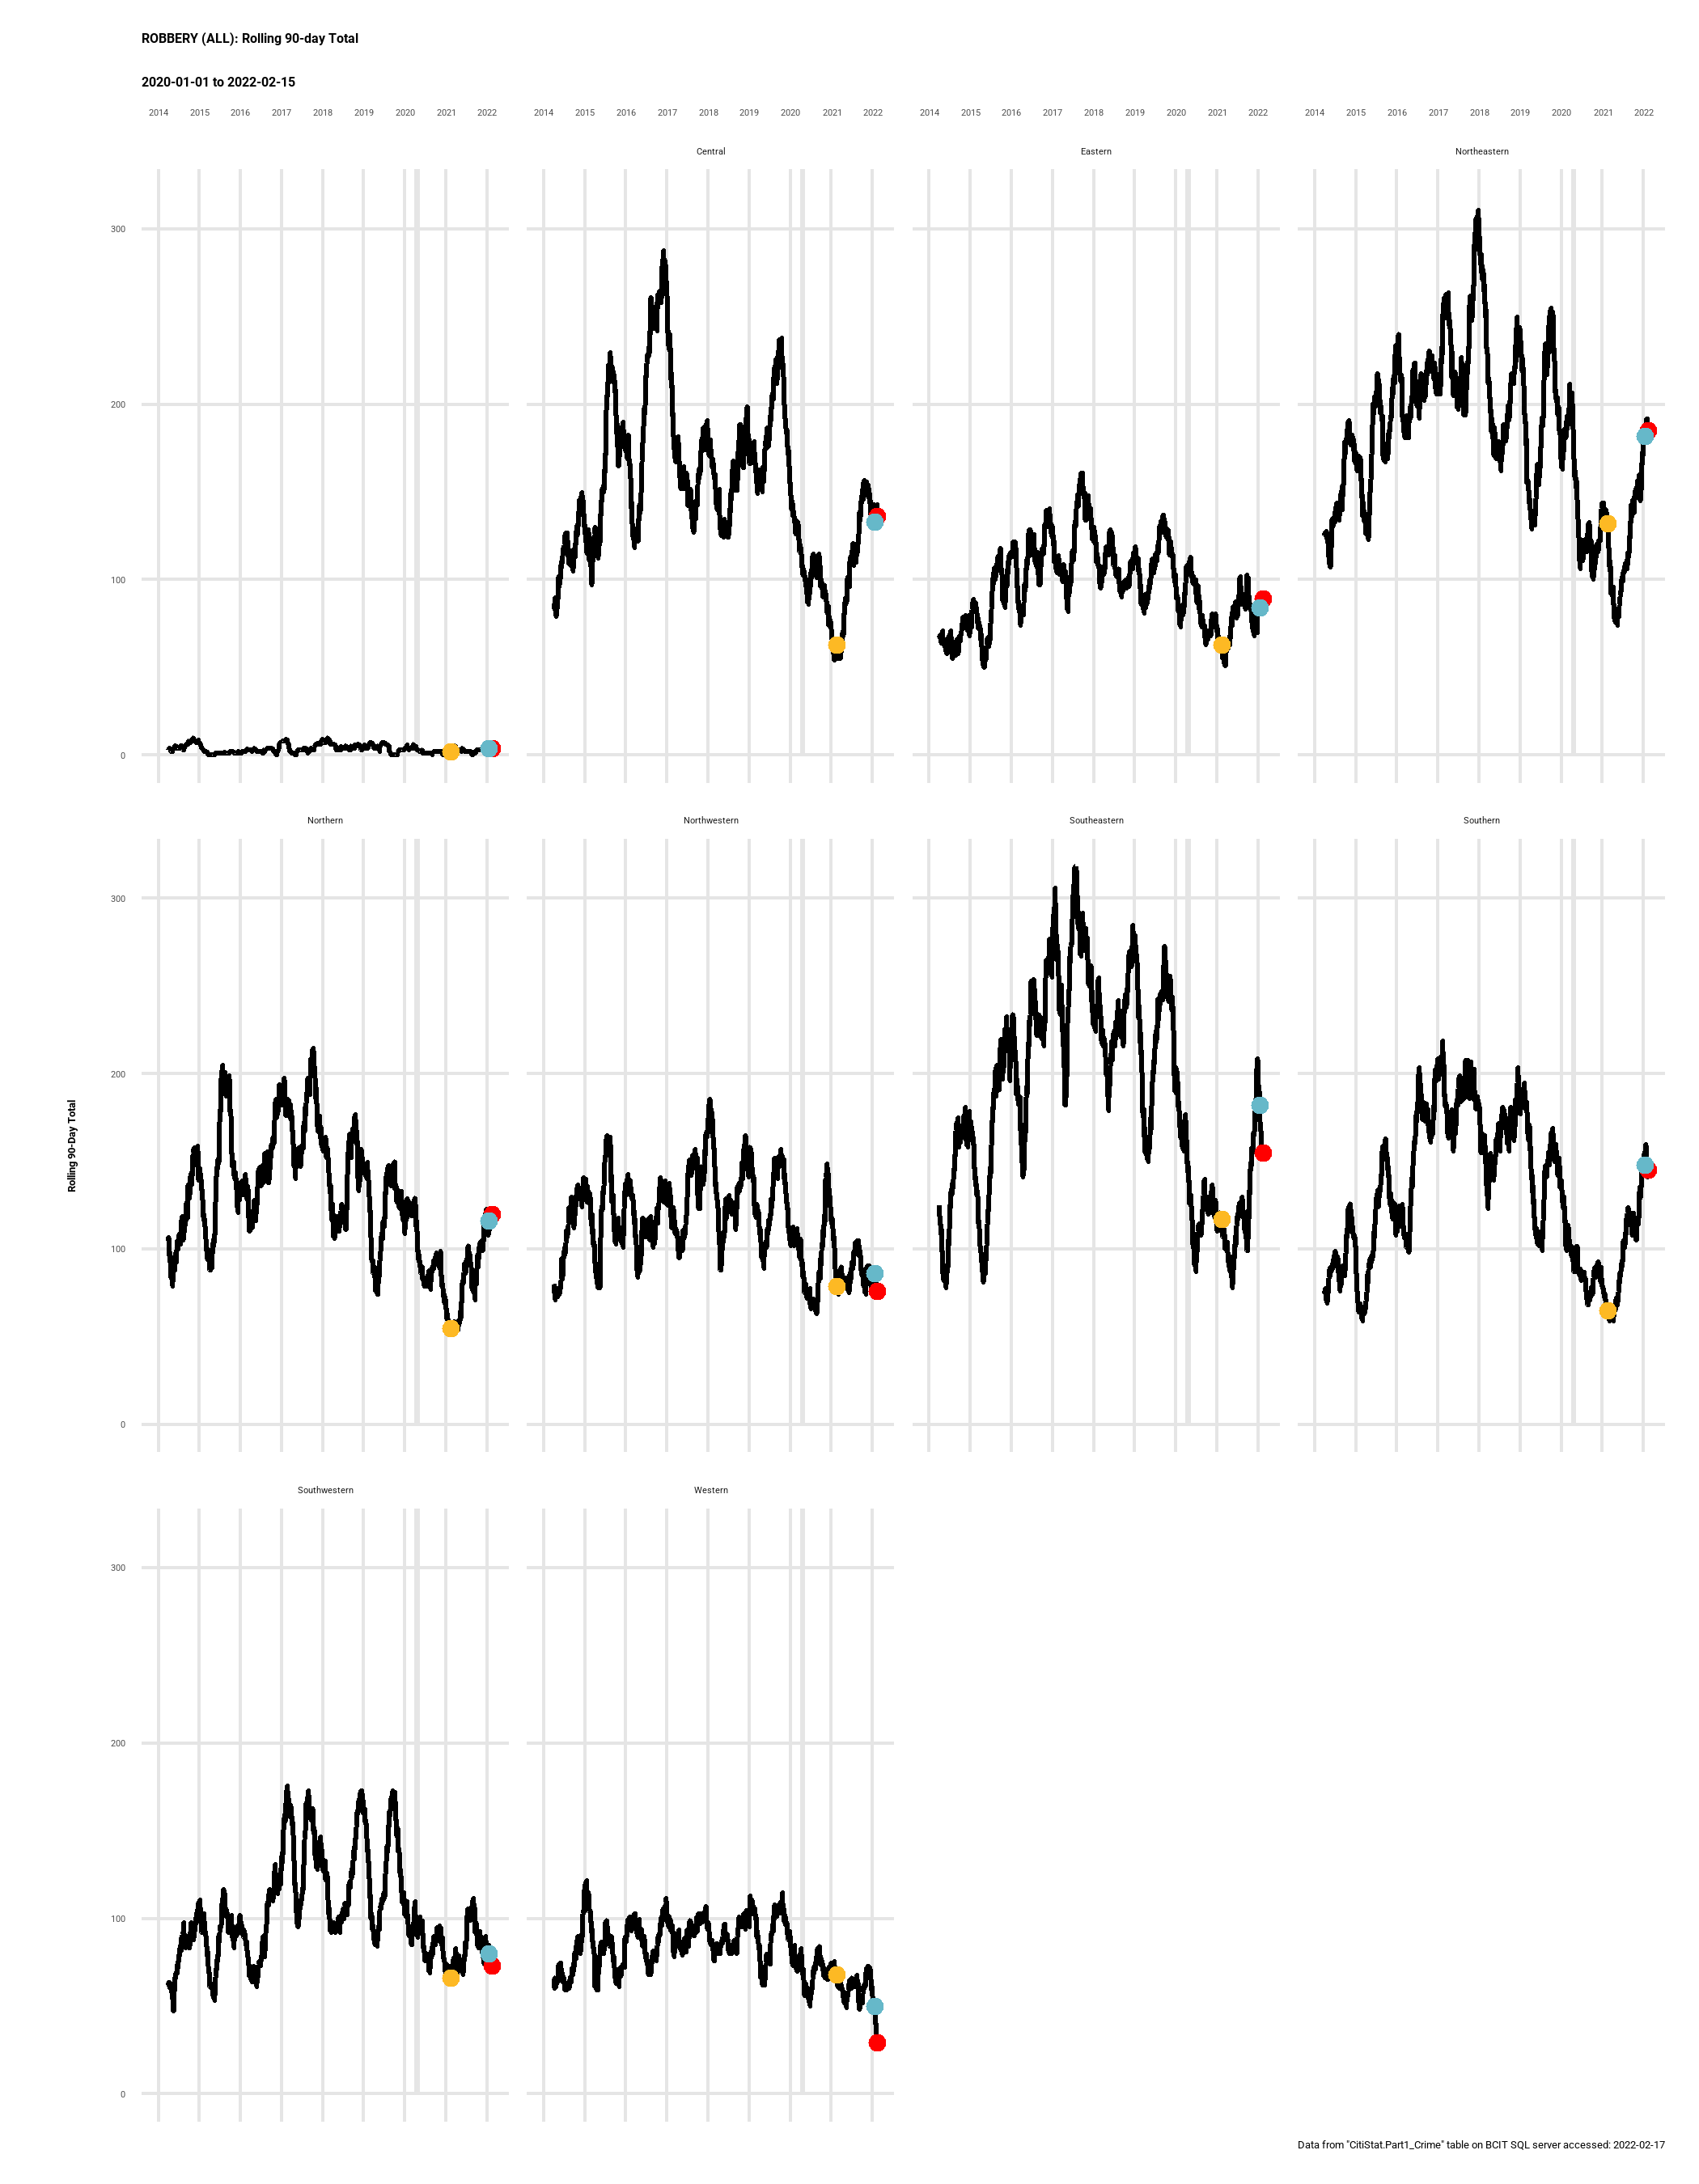 ROBBERY (ALL): Rolling 90-day Total
2020-01-01 to 2022-02-15
2014 2015 2016 2017 2018 2019 2020 2021 2022 2014 2015 2016 2017 2018 2019 2020 2021 2022 2014 2015 2016 2017 2018 2019 2020 2021 2022 2014 2015 2016 2017 2018 2019 2020 2021 2022
Central Eastern Northeastern
300
200
100
0
Northern Northwestern Southeastern Southern
300
200
Rolling 90-Day Total
100
0
Southwestern Western
300
200
100
0
Data from "CitiStat.Part1_Crime" table on BCIT SQL server accessed: 2022-02-17